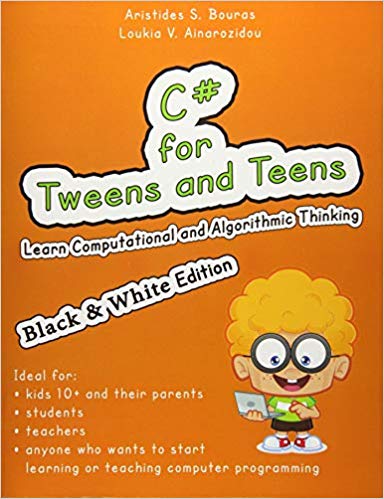 Aristides S. Bouras
Loukia V. Ainarozidou
C#
for
Tweens and Teens
Learn Computational and Algorithmic Thinking
Black & White Edition
Ideal for:
• kids 10+ and their parents
• students
• teachers
• anyone who wants to start
learning or teaching computer programming